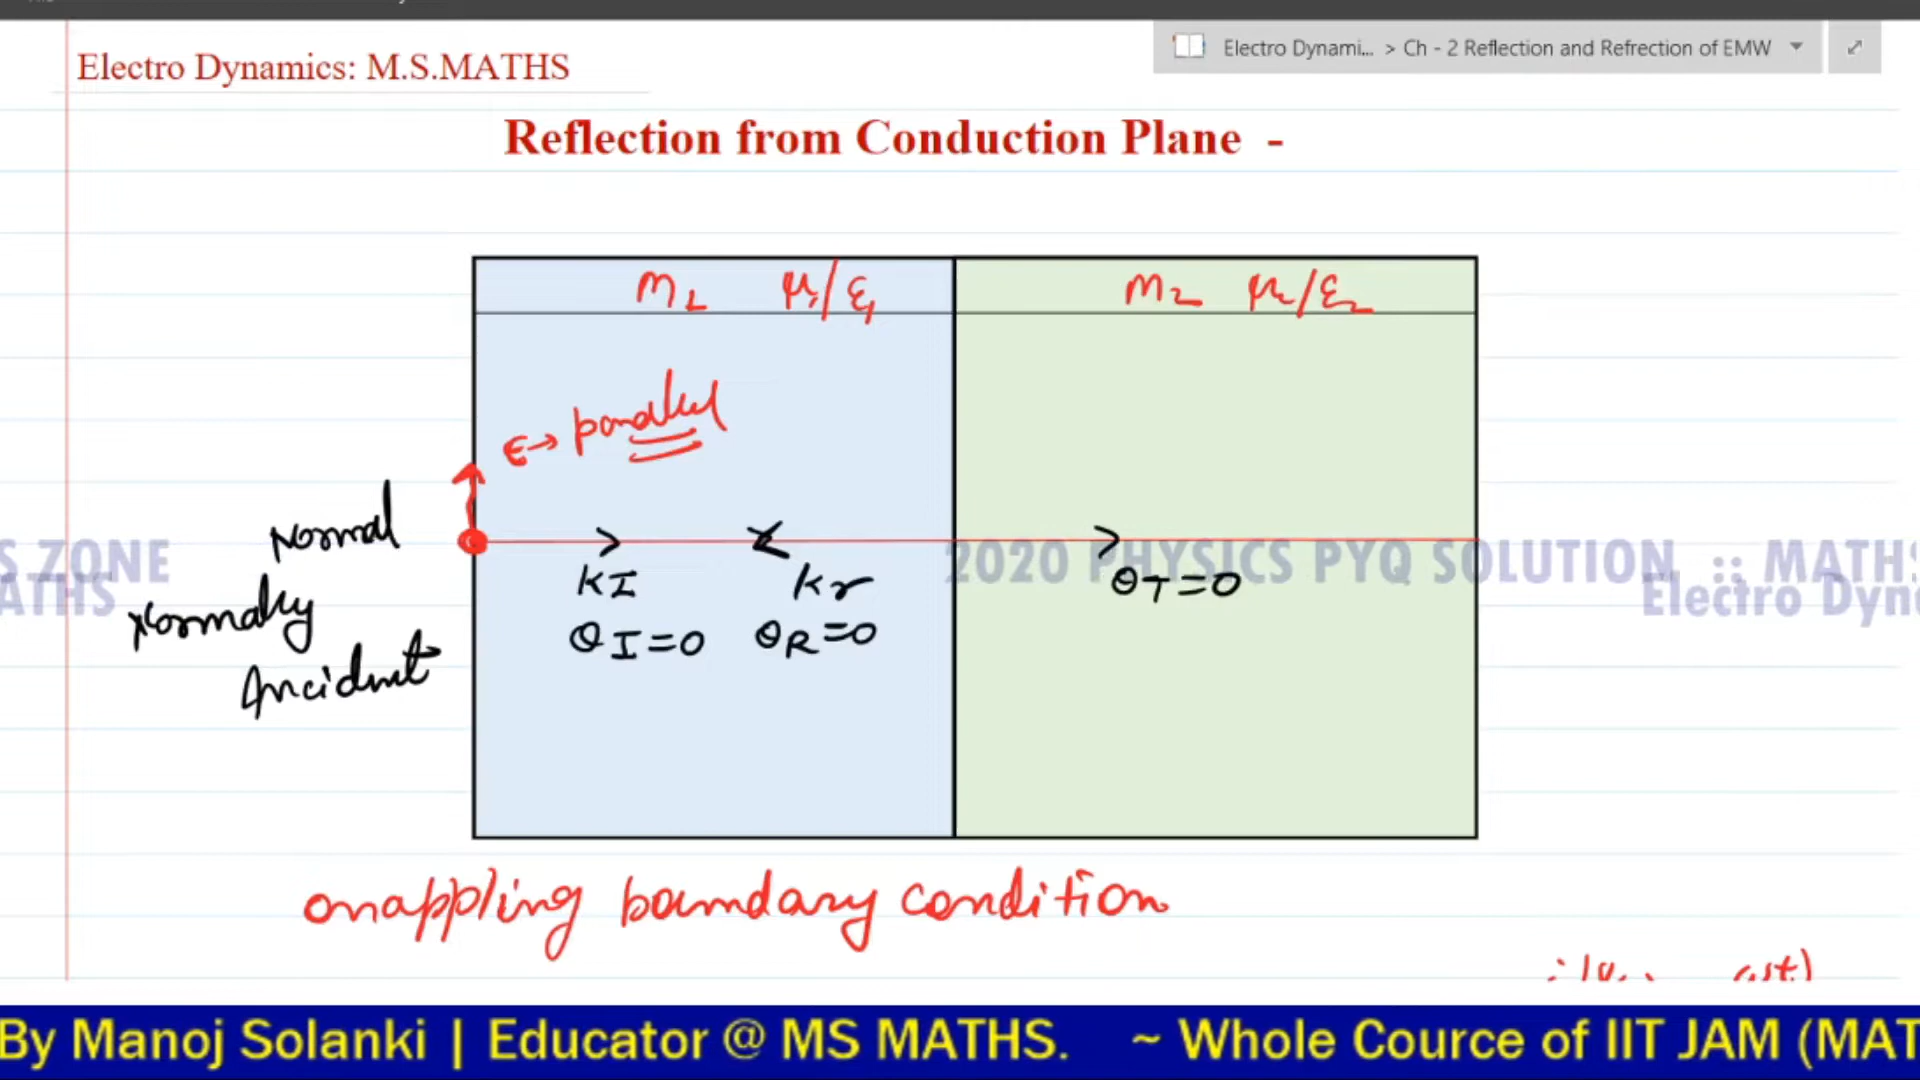 Electro Dynamics: M.S.MATHS
Electro Dynami... > Ch - 2 Reflection and Refrection of EMW
Reflection from Conduction Plane -
M1 μ1/ε1
M2 μ2/ε2
E→ parallel
Normal
Normally
Incident
S ZONE
ATHS
2020 PHYSICS PYQ SOLUTION :: MATHS
Electro Dyn
kI
kr
θI=0
θR=0
θT=0
onappling boundary condition
By Manoj Solanki | Educator @ MS MATHS. ~ Whole Cource of IIT JAM (MAT